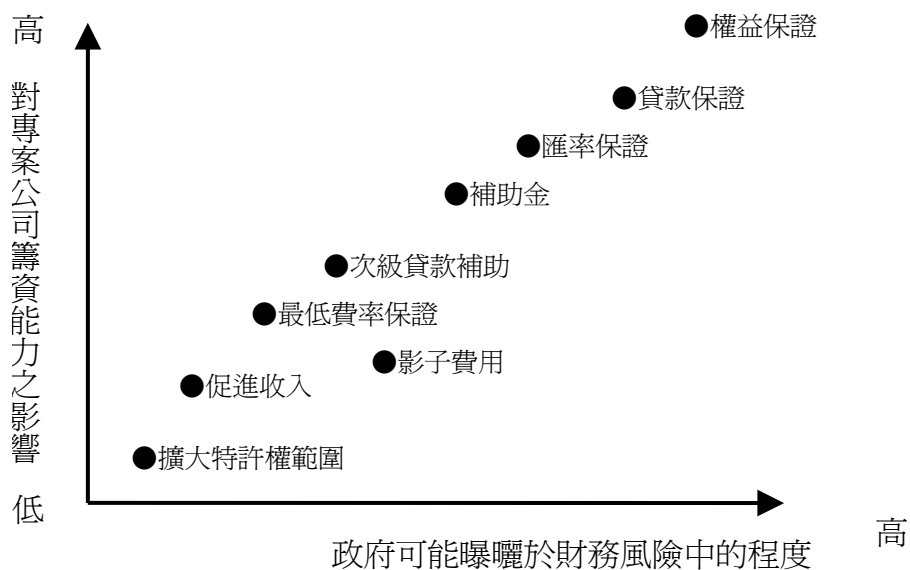 高
對專案公司籌資能力之影響
低
●權益保證
●貸款保證
●匯率保證
●補助金
●次級貸款補助
●最低費率保證
●影子費用
●促進收入
●擴大特許權範圍
政府可能曝曬於財務風險中的程度
高